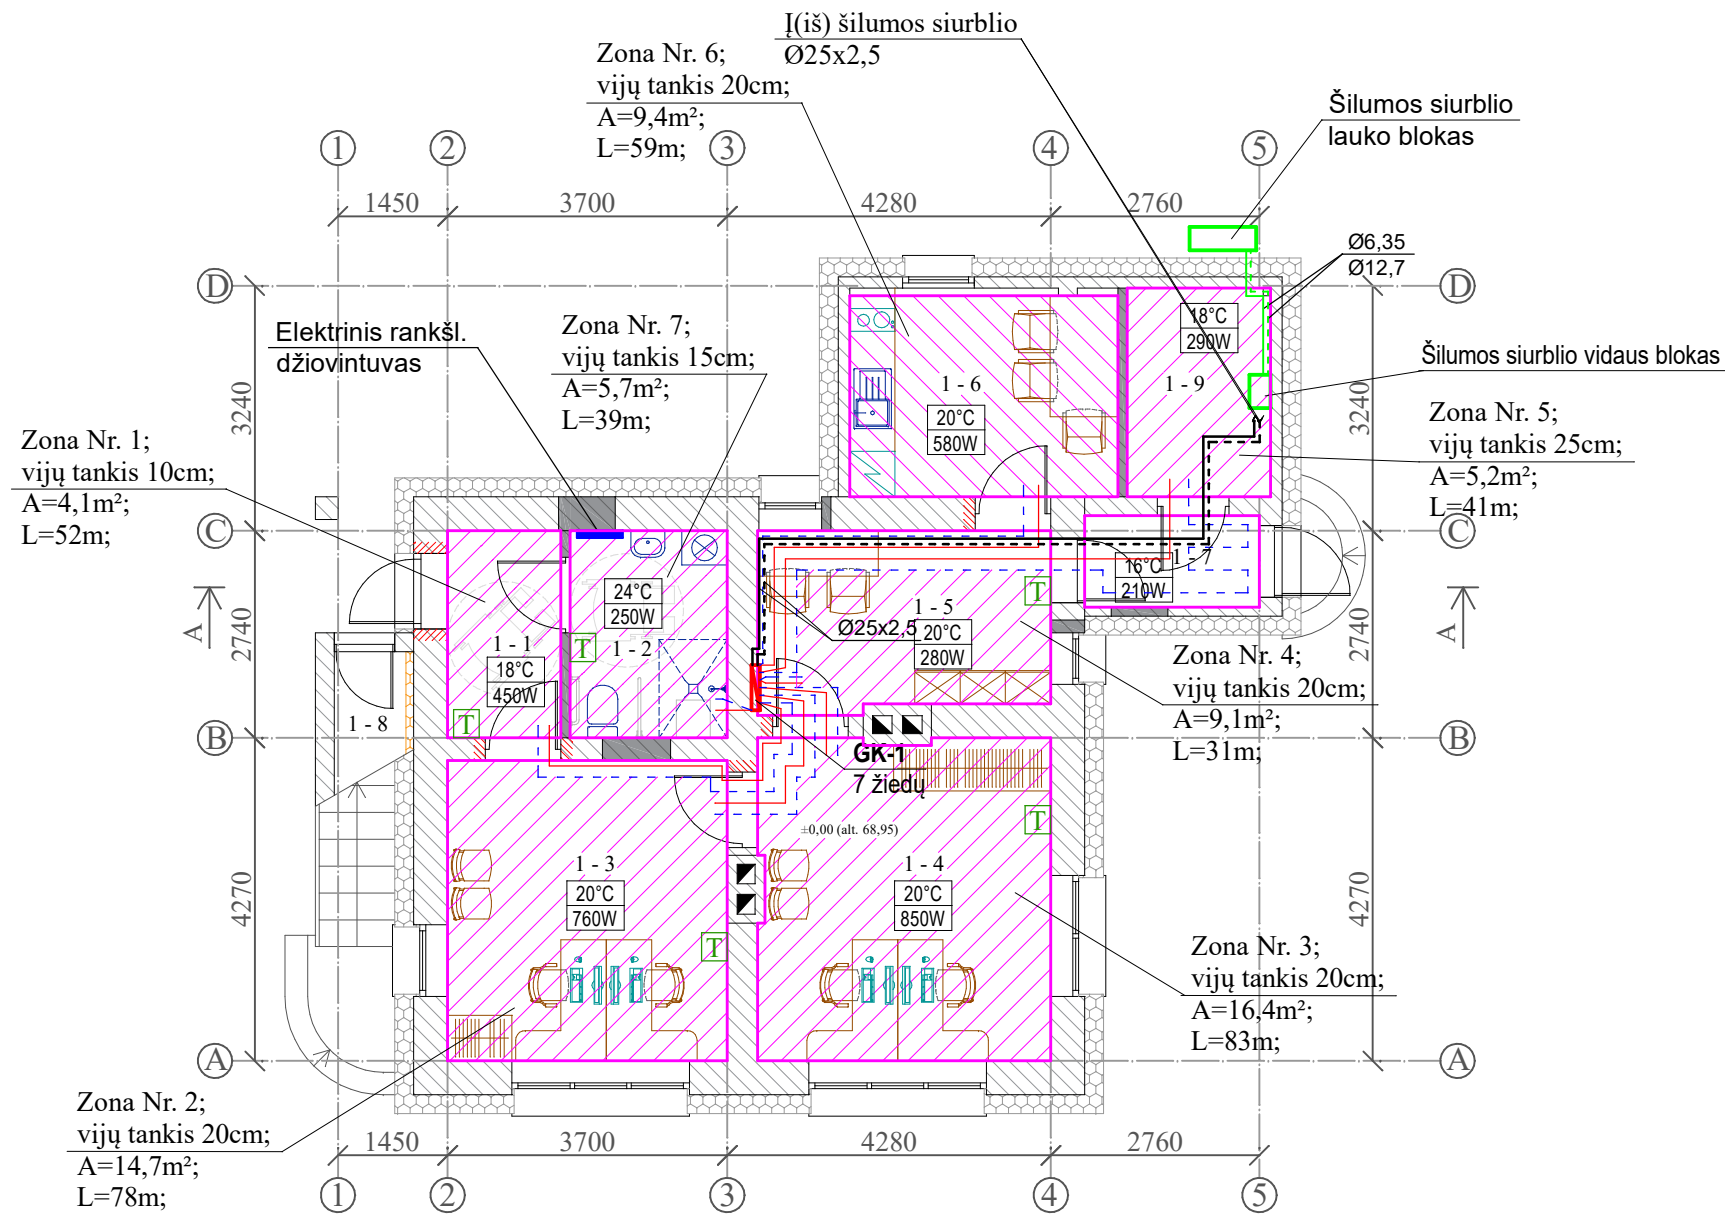 Į(iš) šilumos siurblio
Ø25x2,5
Zona Nr. 6;
vijų tankis 20cm;
A=9,4m²;
L=59m;
Šilumos siurblio
lauko blokas
1
2
3
4
5
1450
3700
4280
2760
Ø6,35
Ø12,7
D
D
Elektrinis rankšl.
džiovintuvas
Zona Nr. 7;
vijų tankis 15cm;
A=5,7m²;
L=39m;
18°C
290W
1 - 9
1 - 6
20°C
580W
Šilumos siurblio vidaus blokas
3240
3240
Zona Nr. 5;
vijų tankis 25cm;
A=5,2m²;
L=41m;
Zona Nr. 1;
vijų tankis 10cm;
A=4,1m²;
L=52m;
C
C
24°C
250W
1 - 2
T
1 - 1
18°C
450W
T
1 - 5
20°C
280W
T
Ø25x2,5
1 - 7
16°C
210W
A
A
2740
2740
Zona Nr. 4;
vijų tankis 20cm;
A=9,1m²;
L=31m;
1 - 8
B
B
GK-1
7 žiedų
±0,00 (alt. 68,95)
T
1 - 3
20°C
760W
T
1 - 4
20°C
850W
4270
4270
Zona Nr. 3;
vijų tankis 20cm;
A=16,4m²;
L=83m;
A
A
Zona Nr. 2;
vijų tankis 20cm;
A=14,7m²;
L=78m;
1450
3700
4280
2760
1
2
3
4
5